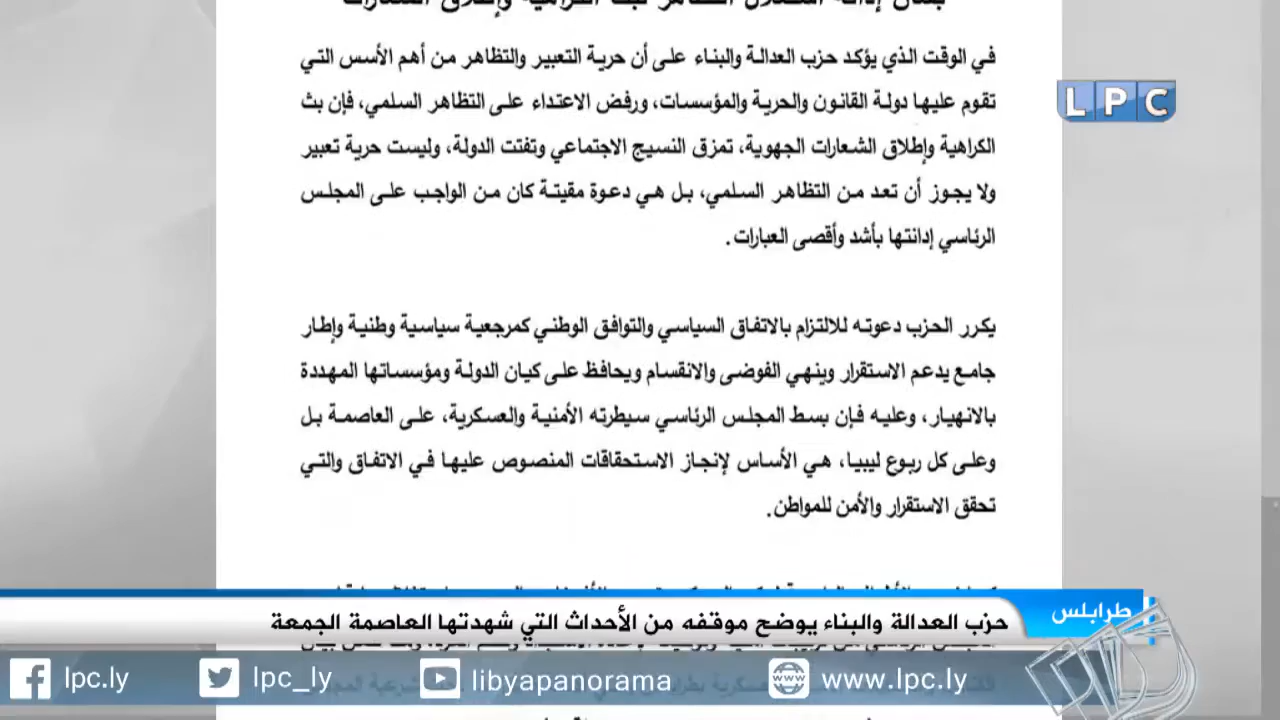 في الوقت الذي يؤكد حزب العدالة والبناء على أن حرية التعبير والتظاهر من أهم الأسس التي
تقوم عليها دولة القانون والحرية والمؤسسات، ورفض الاعتداء على التظاهر السلمي، فإن بث
الكراهية وإطلاق الشعارات الجهوية، تمزق النسيج الاجتماعي وتفتت الدولة، وليست حرية تعبير
ولا يجوز أن تعد من التظاهر السلمي، بل هي دعوة مقيتة كان من الواجب على المجلس
الرئاسي إدانتها بأشد وأقصى العبارات.
LPC
يكرر الحزب دعوته للالتزام بالاتفاق السياسي والتوافق الوطني كمرجعية سياسية وطنية وإطار
جامع يدعم الاستقرار وينهي الفوضى والانقسام ويحافظ على كيان الدولة ومؤسساتها المهددة
بالانهيار، وعليه فإن بسط المجلس الرئاسي سيطرته الأمنية والعسكرية، على العاصمة بل
وعلى كل ربوع ليبيا، هي الأساس لإنجاز الاستحقاقات المنصوص عليها في الاتفاق والتي
تحقق الاستقرار والأمن للمواطن.
طرابلس
حزب العدالة والبناء يوضح موقفه من الأحداث التي شهدتها العاصمة الجمعة
lpc.ly
lpc_ly
libyapanorama
www.lpc.ly